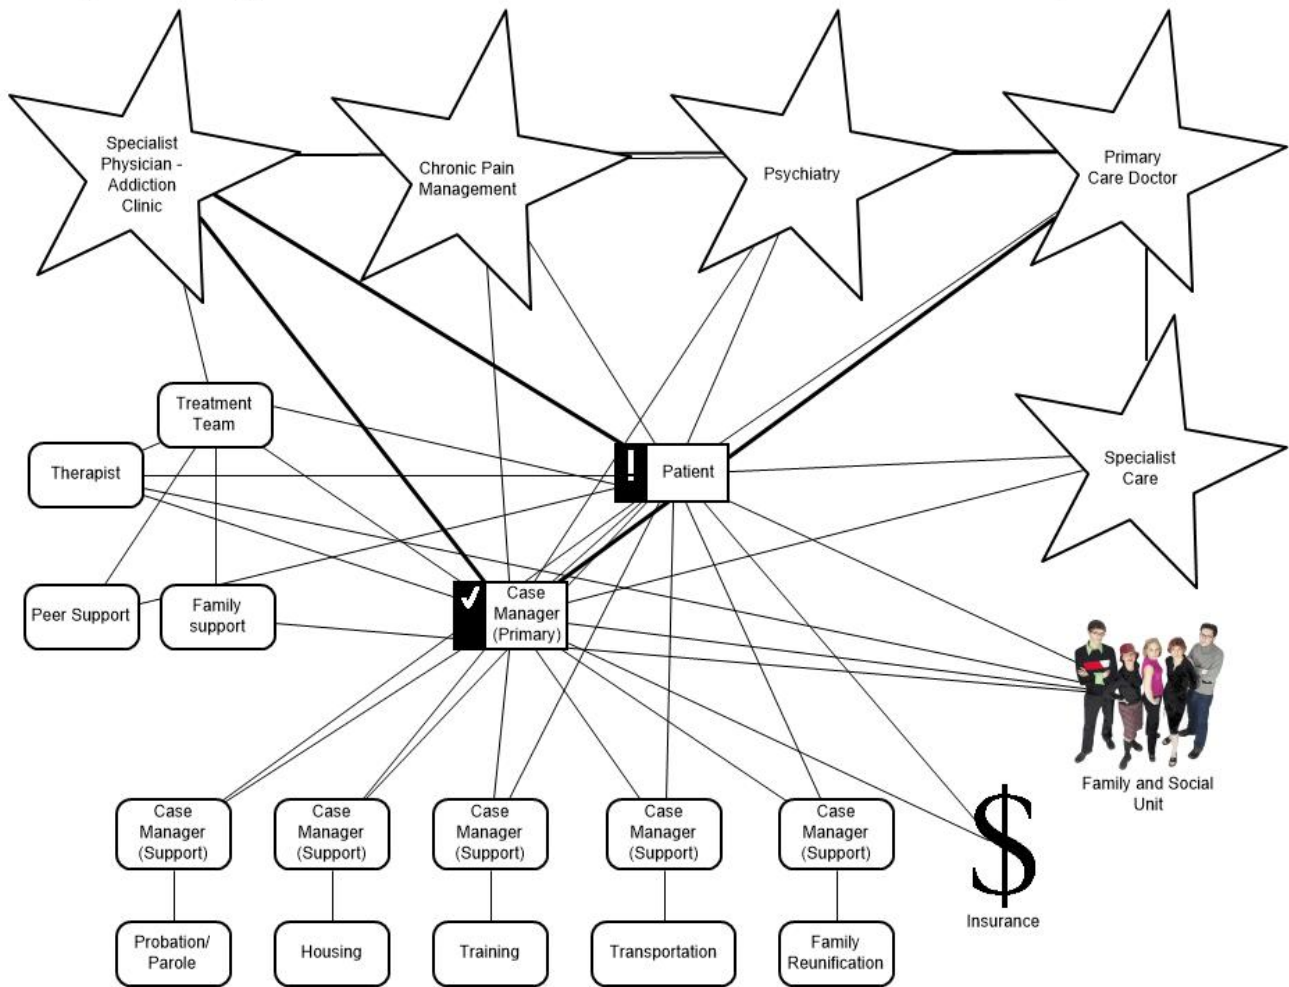 Specialist
Physician -
Addiction
Clinic
Chronic Pain
Management
Psychiatry
Primary
Care Doctor
Treatment
Team
Therapist
!
Patient
Specialist
Care
Peer Support
Family
support
Case
Manager
(Primary)
Family and Social
Unit
Case
Manager
(Support)
Case
Manager
(Support)
Case
Manager
(Support)
Case
Manager
(Support)
Case
Manager
(Support)
$
Insurance
Probation/
Parole
Housing
Training
Transportation
Family
Reunification